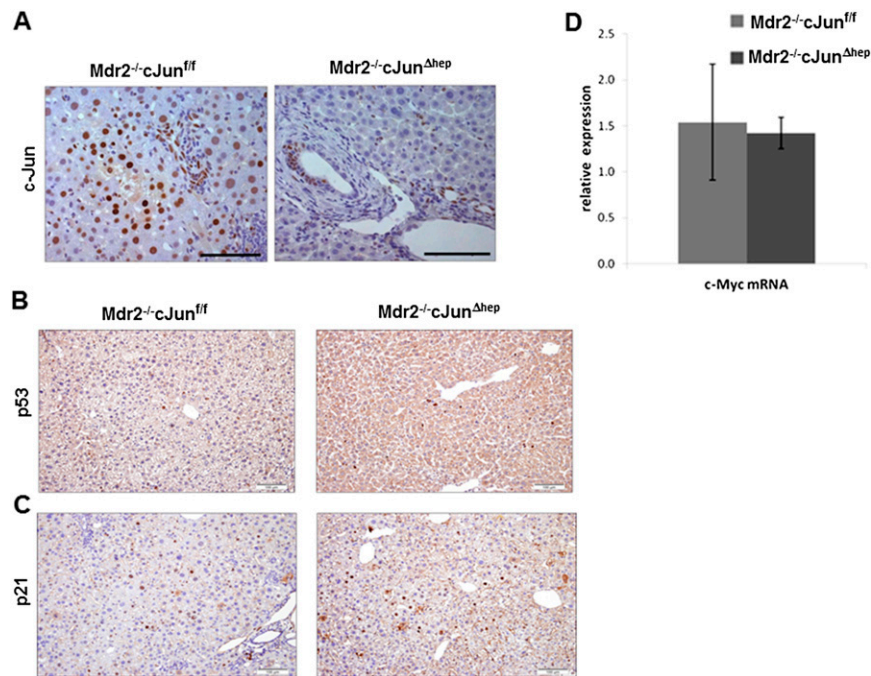 A
Mdr2-/-cJunf/f
Mdr2-/-cJunΔhep
c-Jun
B
Mdr2-/-cJunf/f
Mdr2-/-cJunΔhep
p53
C
p21
D
Mdr2-/-cJunf/f
Mdr2-/-cJunΔhep
2.5
2.0
1.5
1.0
0.5
0.0
relative expression
c-Myc mRNA